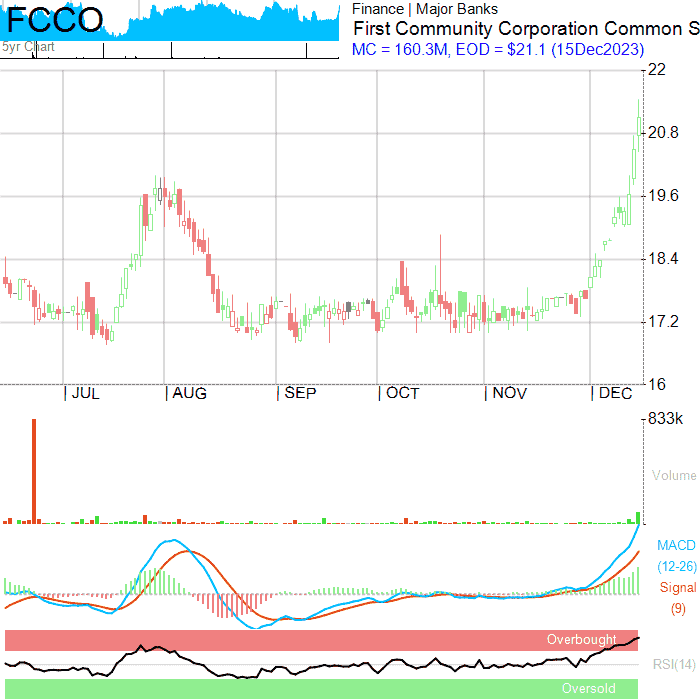 FCCO
5yr Chart
Finance | Major Banks
First Community Corporation Common S
MC = 160.3M, EOD = $21.1 (15Dec2023)
22
20.8
19.6
18.4
17.2
16
| JUL | AUG | SEP | OCT | NOV | DEC
833k
Volume
MACD
(12-26)
Signal
(9)
Overbought
RSI(14)
Oversold